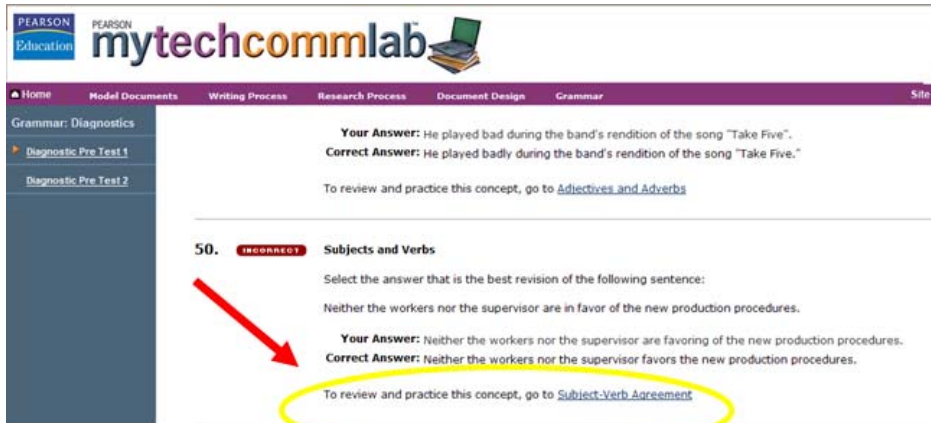 PEARSON
Education
PEARSON
mytechcommlab
Home Model Documents Writing Process Research Process Document Design Grammar Site
Grammar: Diagnostics
Diagnostic Pre Test 1
Diagnostic Pre Test 2
Your Answer: He played bad during the band's rendition of the song "Take Five".
Correct Answer: He played badly during the band's rendition of the song "Take Five."
To review and practice this concept, go to Adjectives and Adverbs
50. INCORRECT Subjects and Verbs
Select the answer that is the best revision of the following sentence:
Neither the workers nor the supervisor are in favor of the new production procedures.
Your Answer: Neither the workers nor the supervisor are favoring of the new production procedures.
Correct Answer: Neither the workers nor the supervisor favors the new production procedures.
To review and practice this concept, go to Subject-Verb Agreement